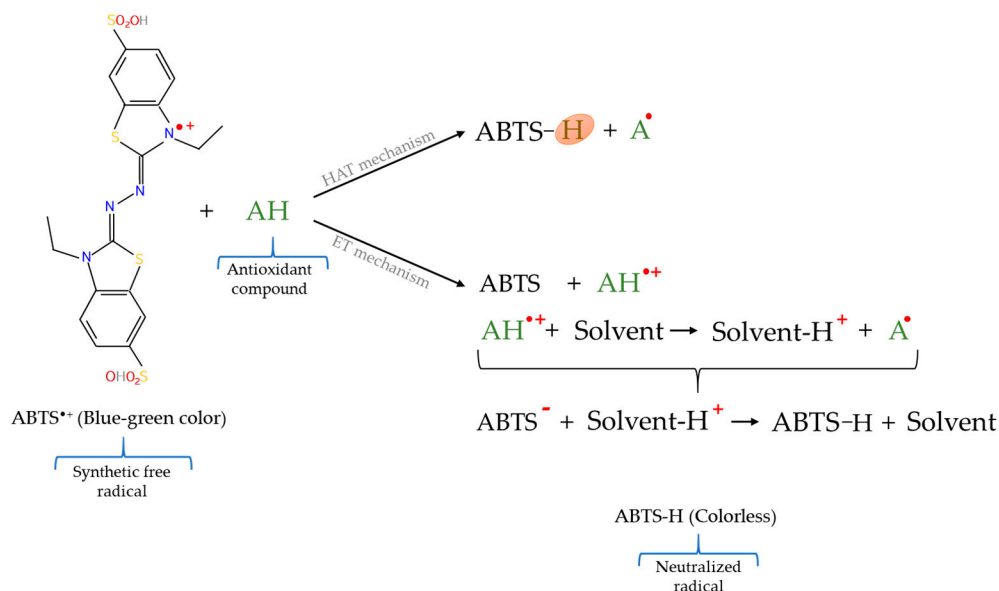 SO₂OH
S
N•+
N
N
N
S
S
OHO₂S
ABTS•⁺ (Blue-green color)
Synthetic free
radical
+
AH
Antioxidant
compound
HAT mechanism
ET mechanism
ABTS–H + A•
ABTS + AH•+
AH•+ + Solvent → Solvent-H⁺ + A•
ABTS⁻ + Solvent-H⁺ → ABTS–H + Solvent
ABTS-H (Colorless)
Neutralized
radical